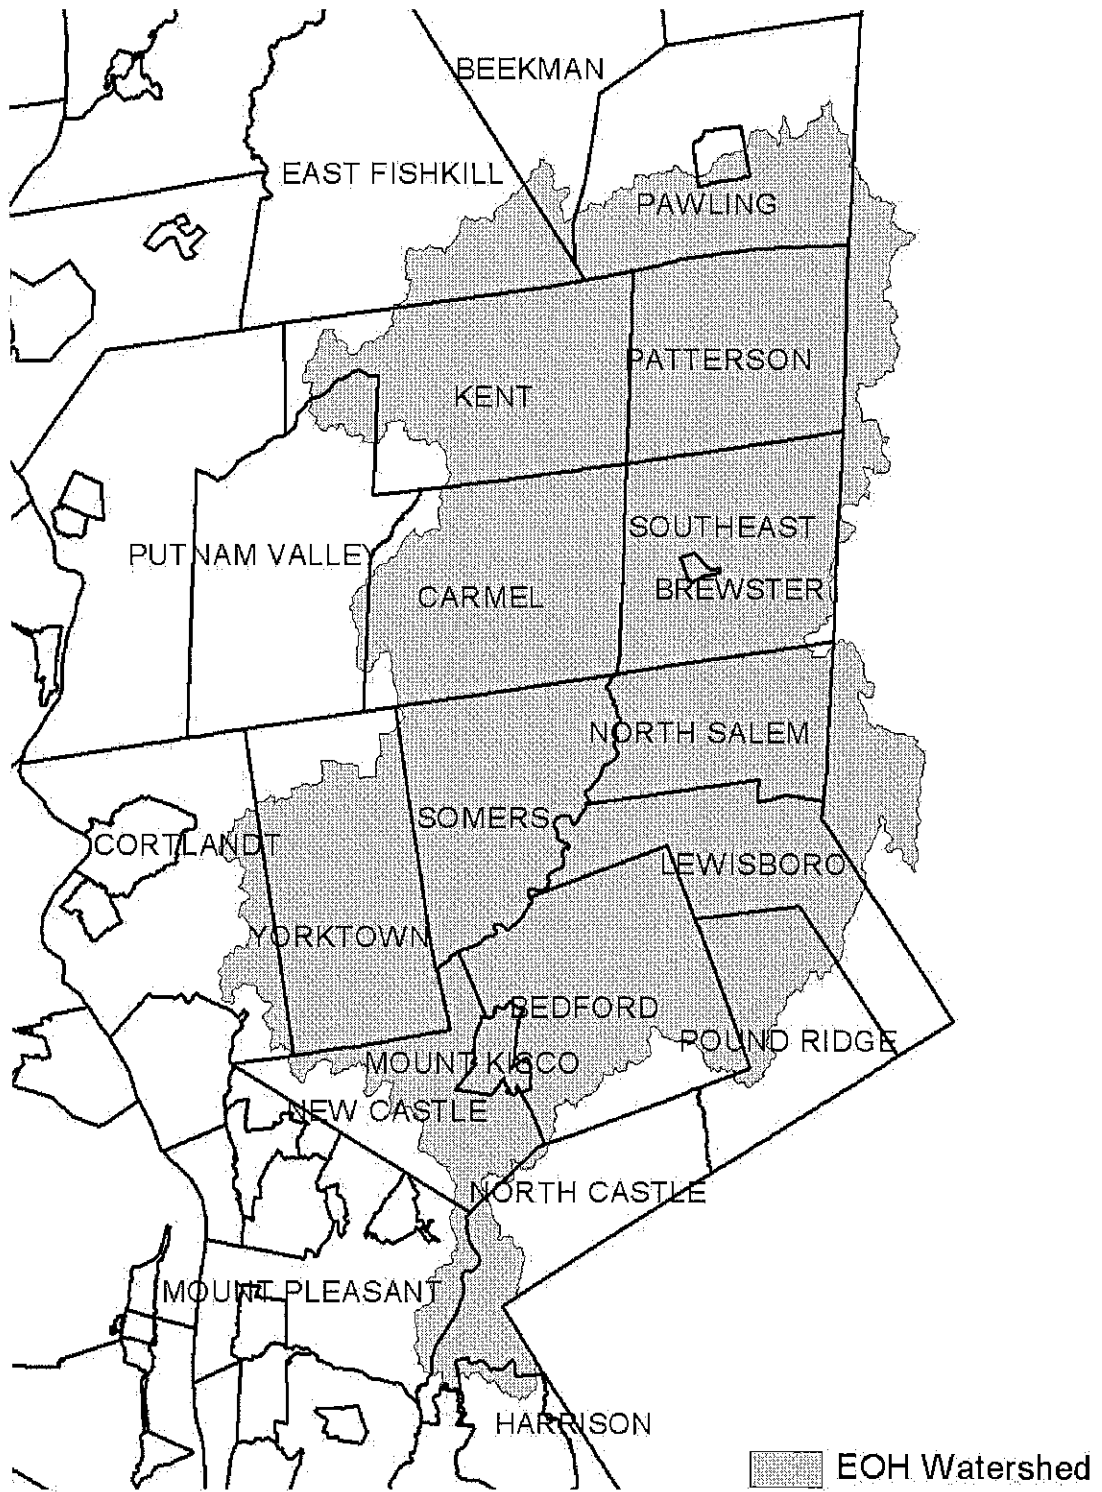 BEEKMAN
EAST FISHKILL
PAWLING
PATTERSON
KENT
SOUTHEAST
PUTNAM VALLEY
BREWSTER
CARMEL
NORTH SALEM
SOMERS
CORTLANDT
LEWISBORO
YORKTOWN
BEDFORD
POUND RIDGE
MOUNT KISCO
NEW CASTLE
NORTH CASTLE
MOUNT PLEASANT
HARRISON
EOH Watershed